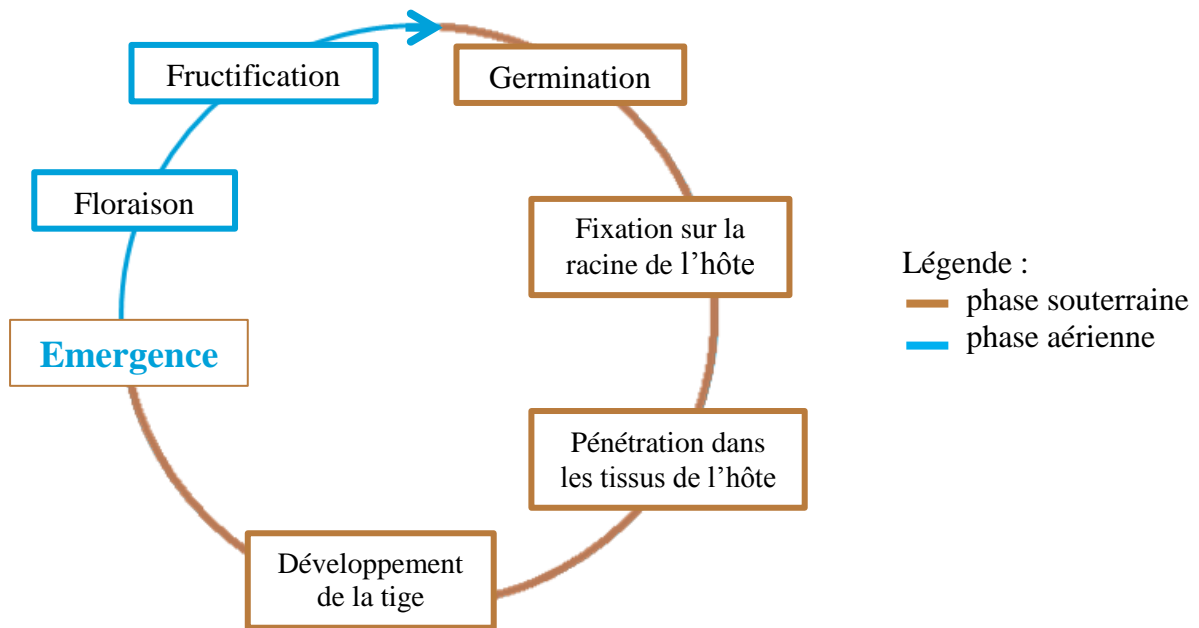 Fructification
Germination
Floraison
Fixation sur la
racine de l’hôte
Légende :
phase souterraine
phase aérienne
Emergence
Pénétration dans
les tissus de l’hôte
Développement
de la tige